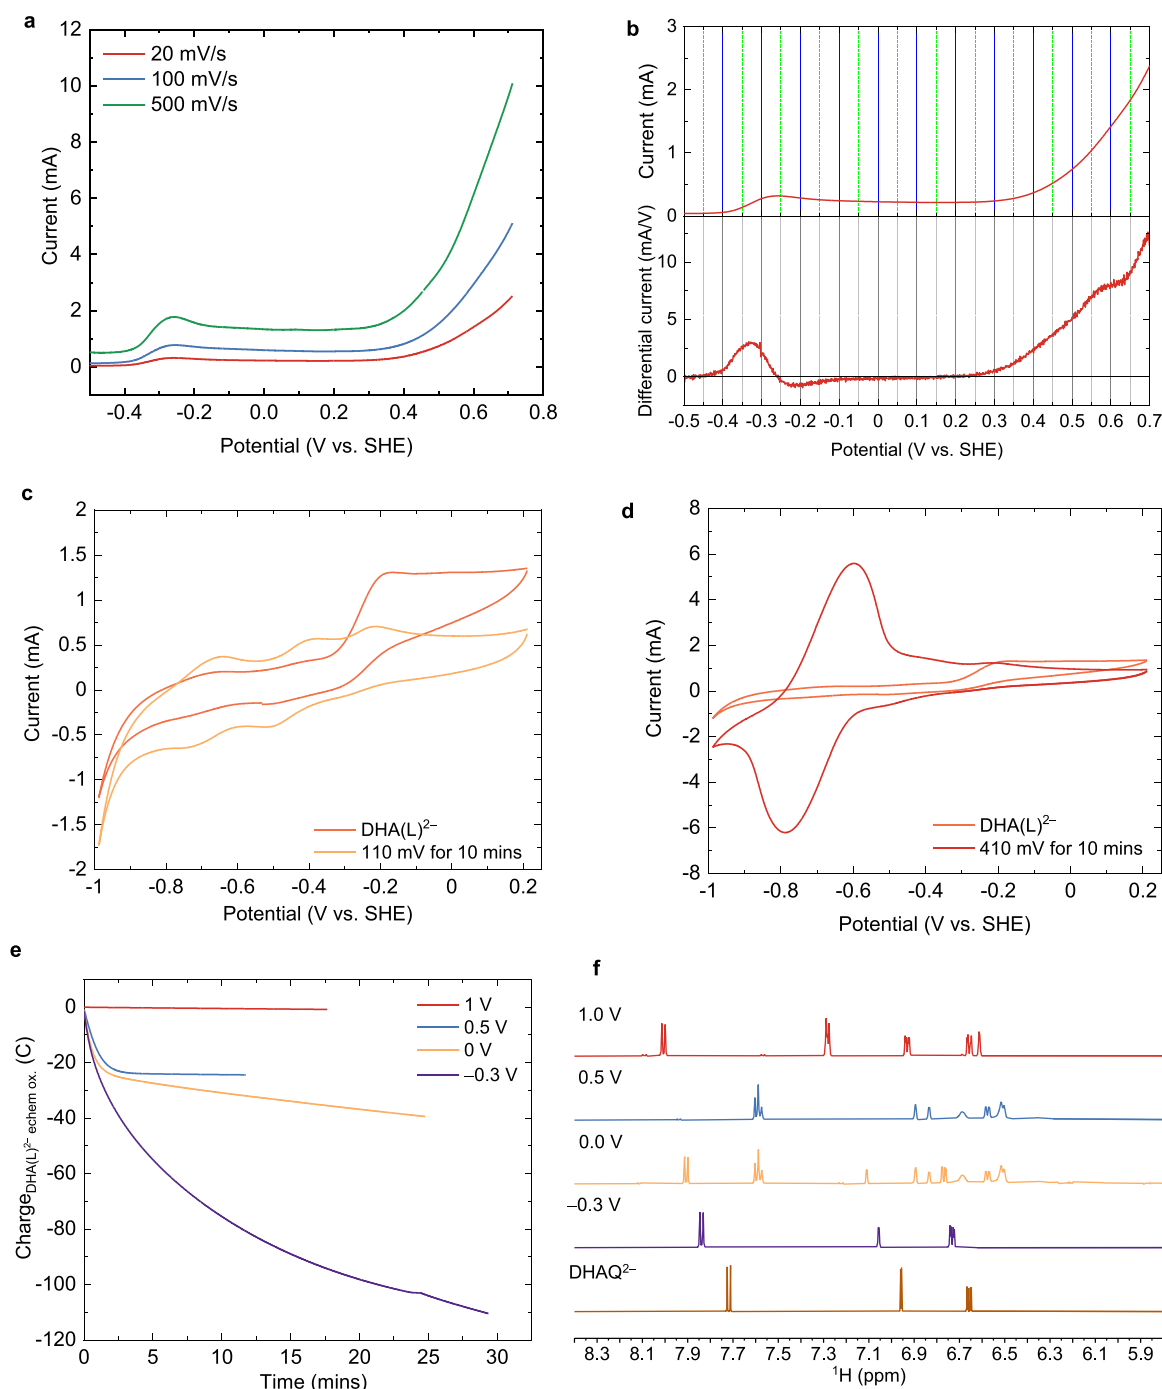 a
20 mV/s
100 mV/s
500 mV/s
12
10
8
6
4
2
0
Current (mA)
-0.4 -0.2 0.0 0.2 0.4 0.6 0.8
Potential (V vs. SHE)
b
3
2
1
0
Current (mA)
10
5
0
Differential current (mA/V)
-0.5 -0.4 -0.3 -0.2 -0.1 0 0.1 0.2 0.3 0.4 0.5 0.6 0.7
Potential (V vs. SHE)
c
2
1.5
1
0.5
0
-0.5
-1
-1.5
-2
Current (mA)
DHA(L)²⁻
110 mV for 10 mins
-1 -0.8 -0.6 -0.4 -0.2 0 0.2
Potential (V vs. SHE)
d
8
6
4
2
0
-2
-4
-6
-8
Current (mA)
DHA(L)²⁻
410 mV for 10 mins
-1 -0.8 -0.6 -0.4 -0.2 0 0.2
Potential (V vs. SHE)
e
0
-20
-40
-60
-80
-100
-120
Charge DHA(L)²⁻ echem ox. (C)
1 V
0.5 V
0 V
–0.3 V
0 5 10 15 20 25 30
Time (mins)
f
1.0 V
0.5 V
0.0 V
–0.3 V
DHAQ²⁻
8.3 8.1 7.9 7.7 7.5 7.3 7.1 6.9 6.7 6.5 6.3 6.1 5.9
¹H (ppm)